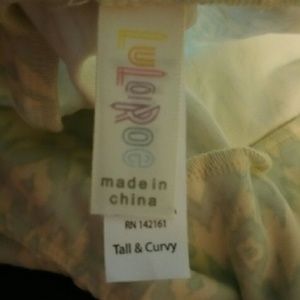 LuLaRoe
made in
china
RN 142161
Tall & Curvy